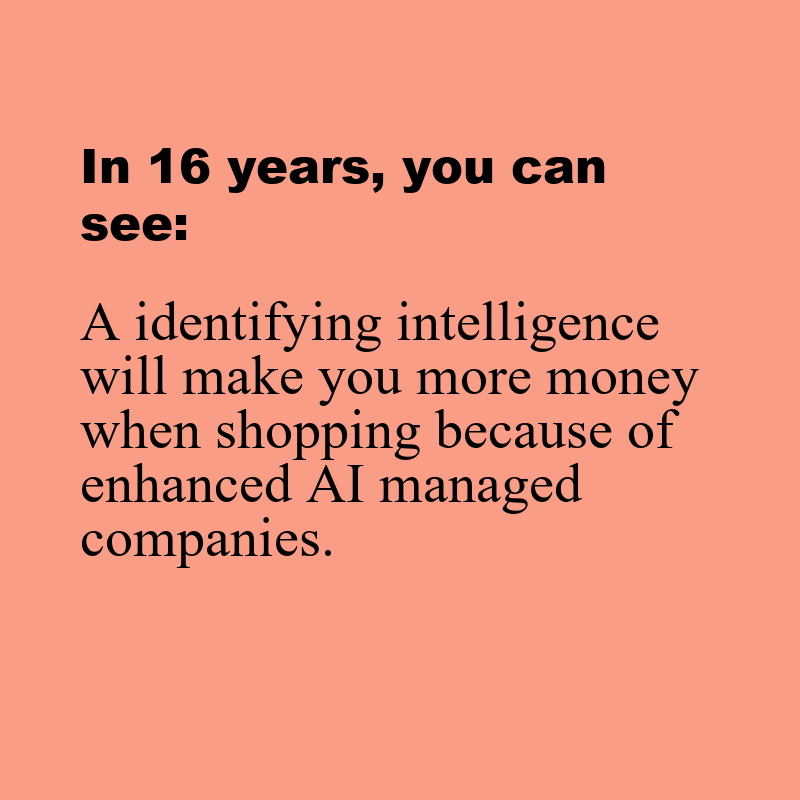 In 16 years, you can
see:
A identifying intelligence
will make you more money
when shopping because of
enhanced AI managed
companies.